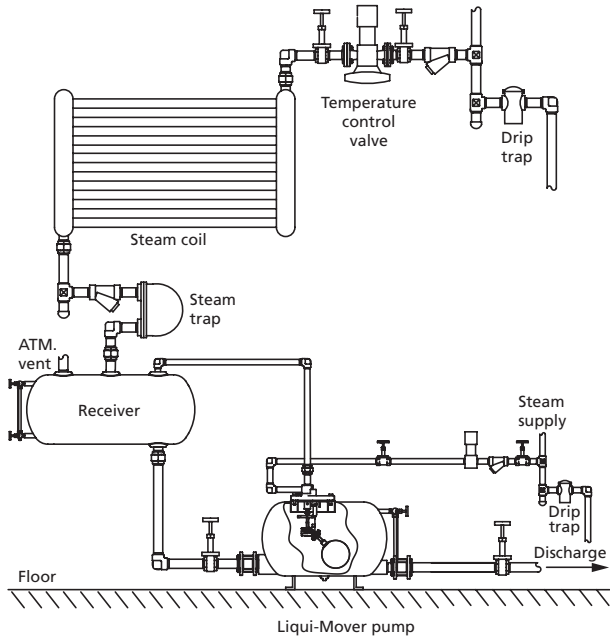 Temperature
control
valve
Drip
trap
Steam coil
Steam
trap
ATM.
vent
Receiver
Steam
supply
Drip
trap
Discharge
Floor
Liqui-Mover pump